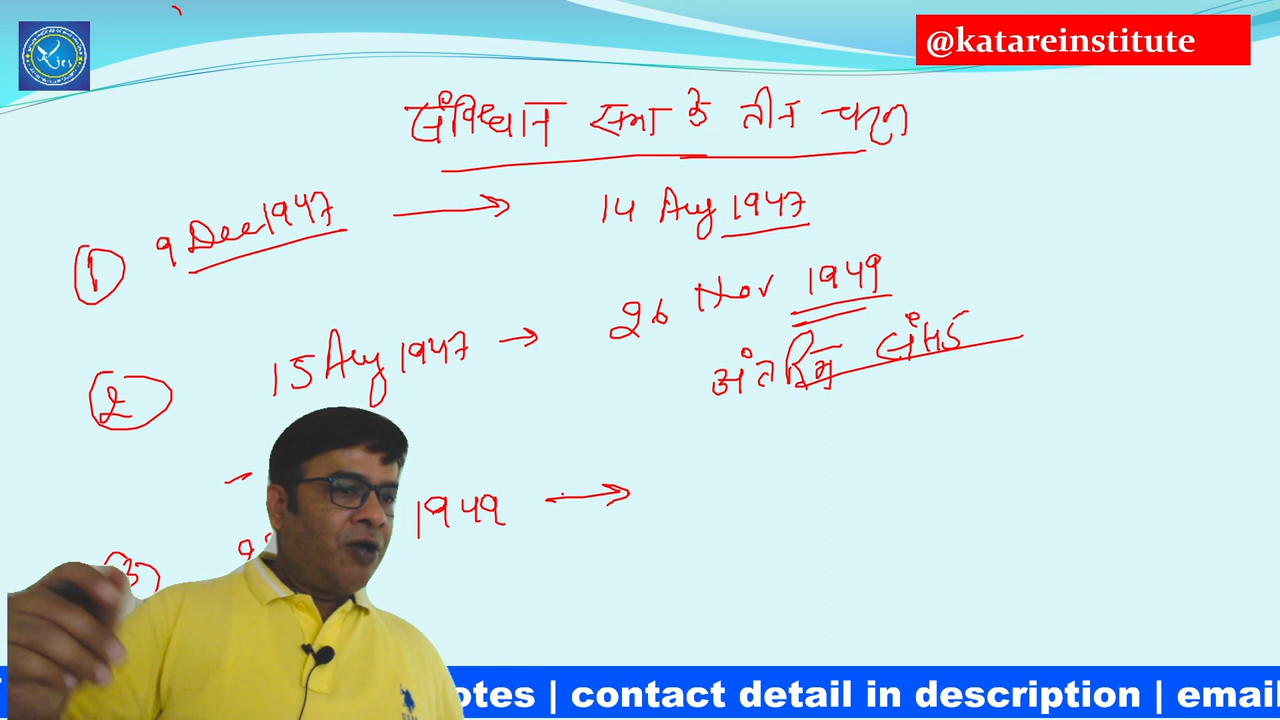 @katareinstitute
संविधान सभा के तीन चरण
① 9 Dec 1947 → 14 Aug 1947
② 15 Aug 1947 → 26 Nov 1949
अंतरिम संसद
③ 1949 →
otes | contact detail in description | email